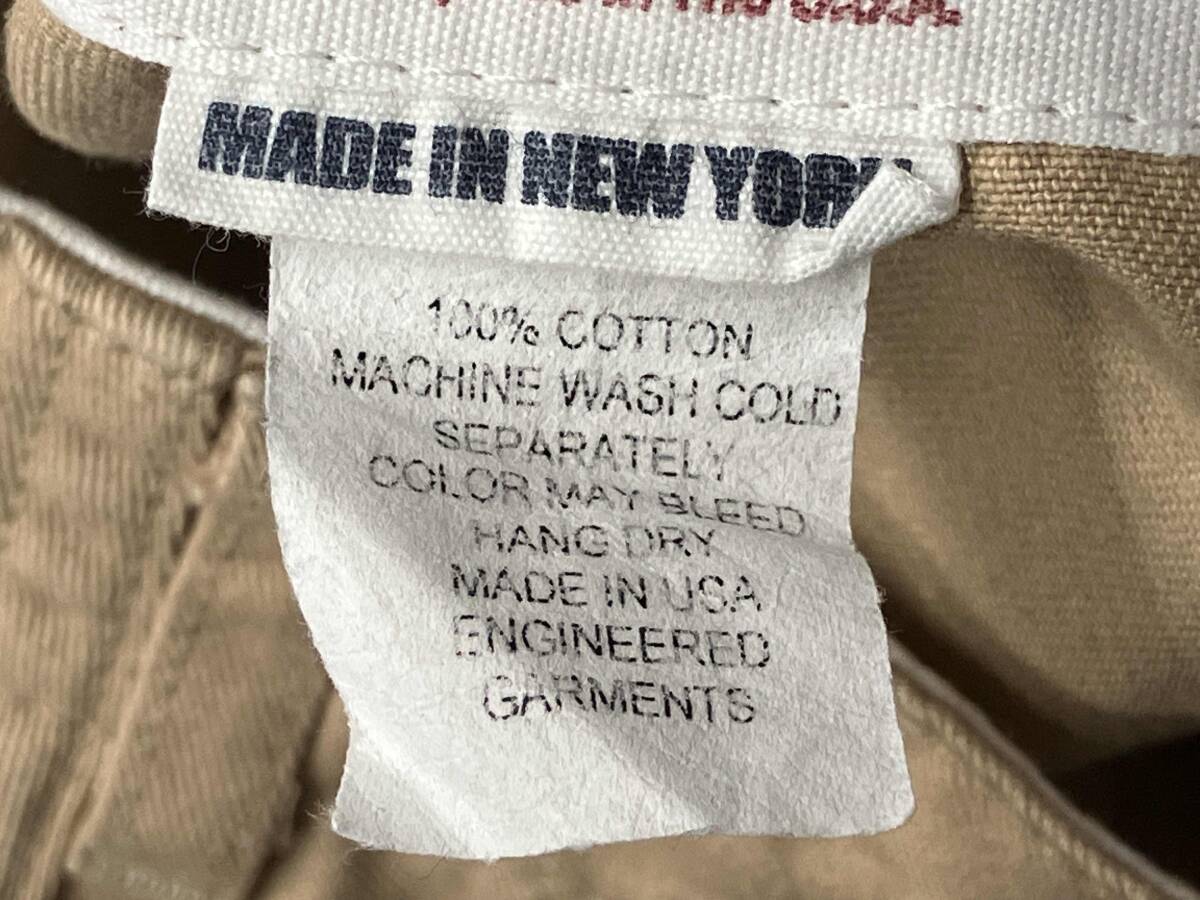 MADE IN NEW YORK
100% COTTON
MACHINE WASH COLD
SEPARATELY
COLOR MAY BLEED
HANG DRY
MADE IN USA
ENGINEERED
GARMENTS